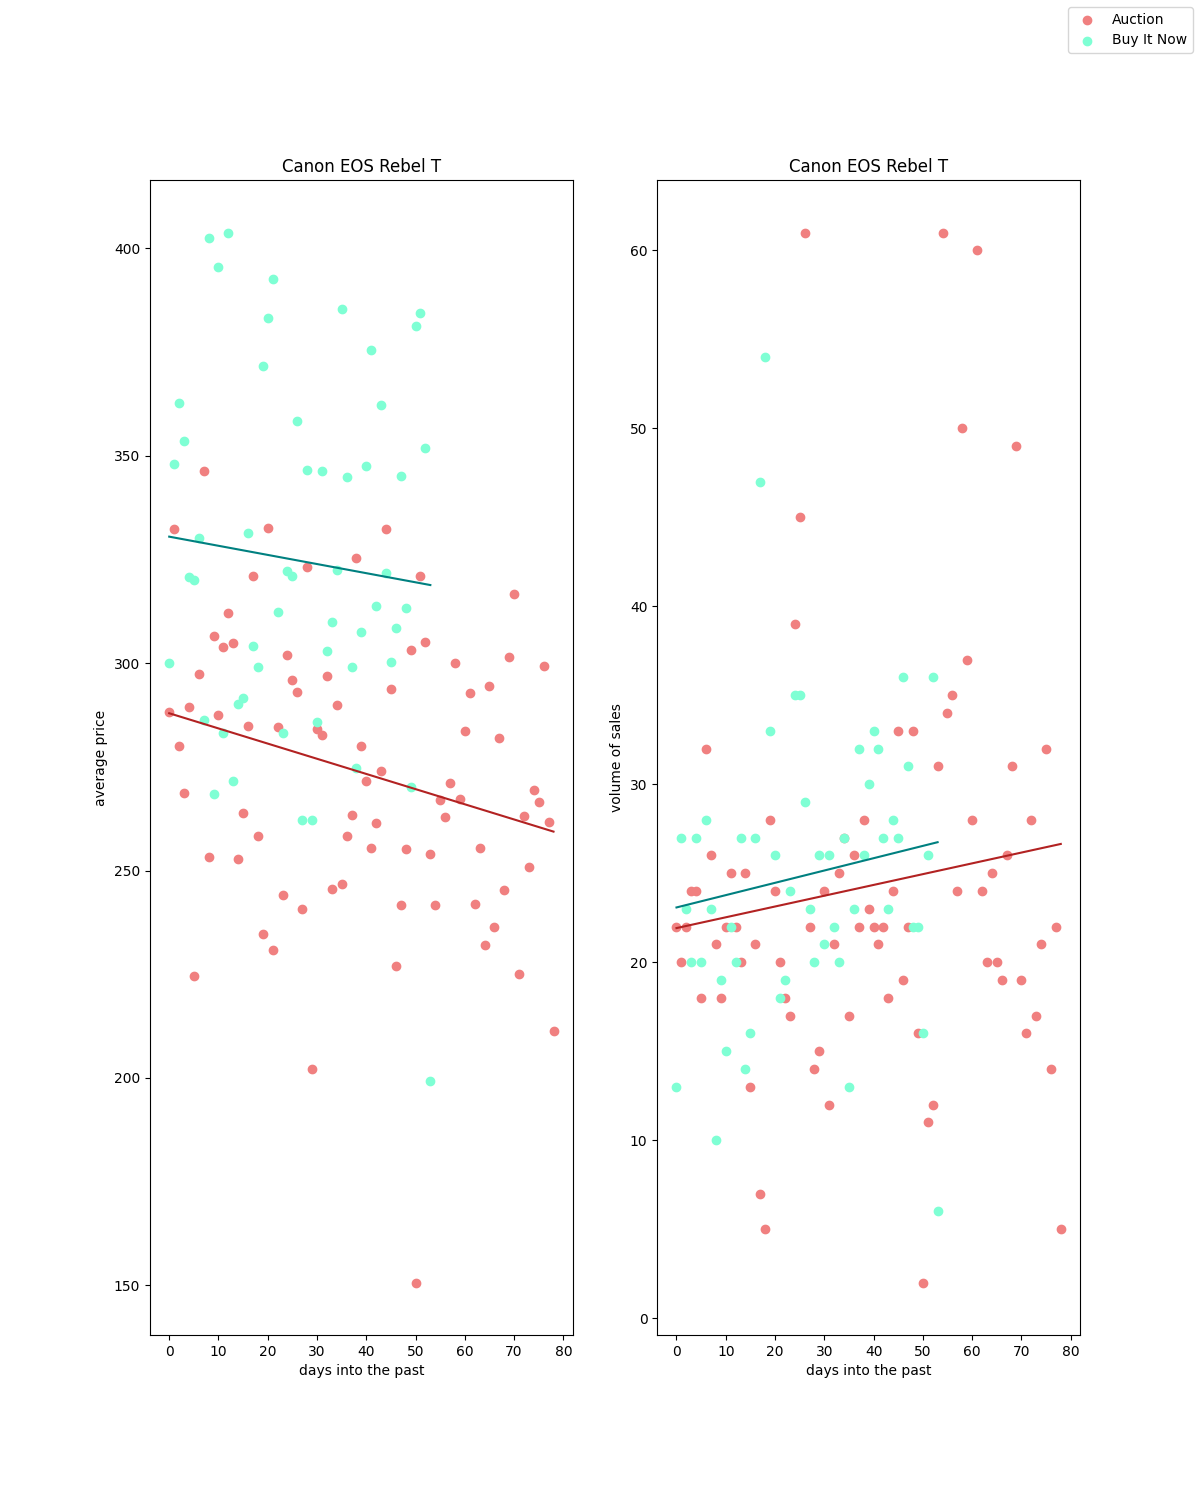 Auction
Buy It Now
Canon EOS Rebel T
Canon EOS Rebel T
average price
400
350
300
250
200
150
0 10 20 30 40 50 60 70 80
days into the past
volume of sales
60
50
40
30
20
10
0
0 10 20 30 40 50 60 70 80
days into the past